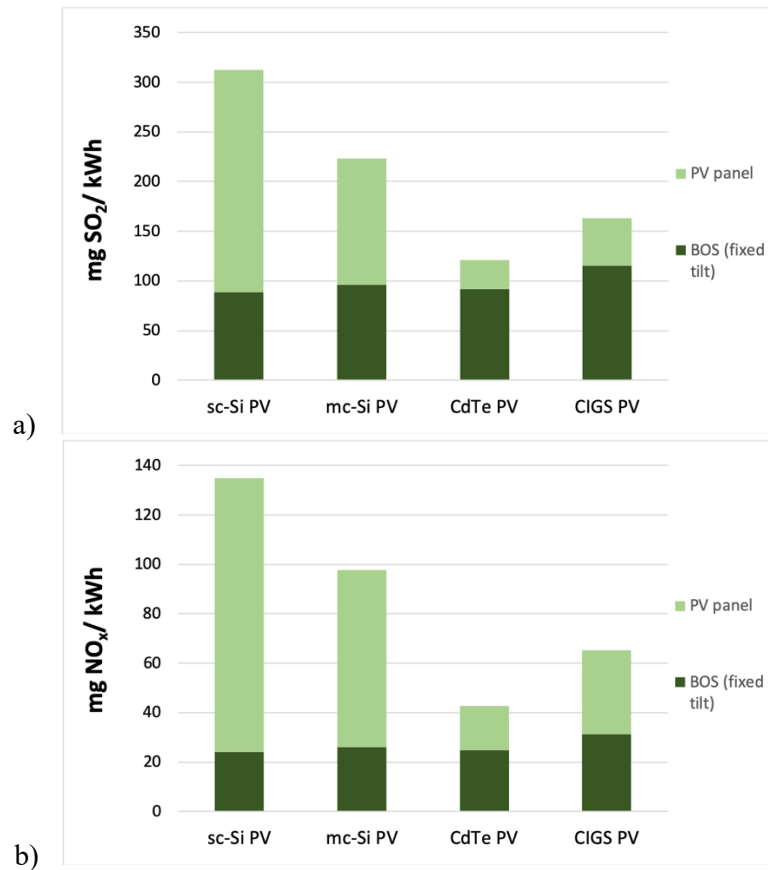 a)
mg SO₂/ kWh
350
300
250
200
150
100
50
0
sc-Si PV mc-Si PV CdTe PV CIGS PV
PV panel
BOS (fixed
tilt)
b)
mg NOₓ/ kWh
140
120
100
80
60
40
20
0
sc-Si PV mc-Si PV CdTe PV CIGS PV
PV panel
BOS (fixed
tilt)